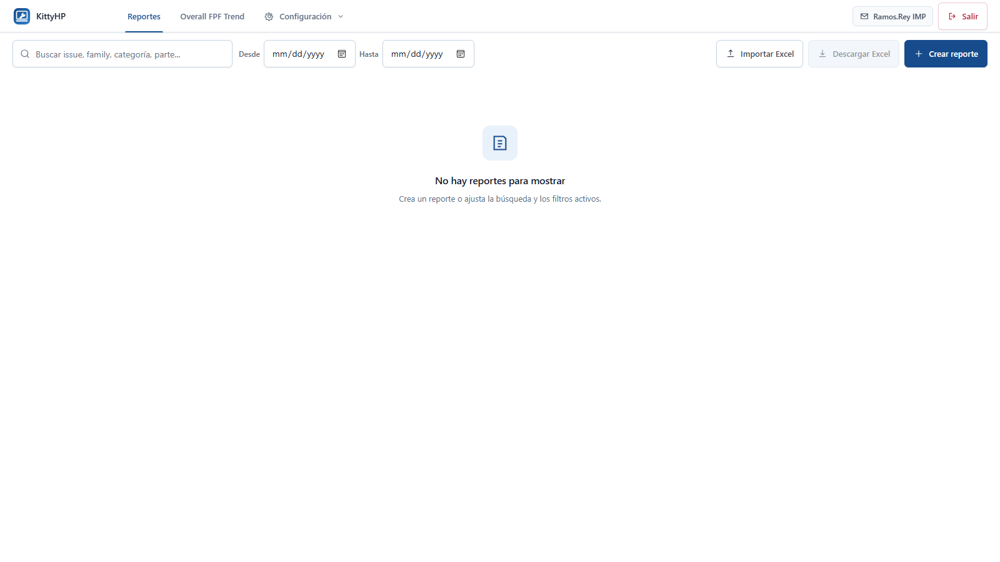 KittyHP
Reportes
Overall FPF Trend
Configuración
Ramos.Rey IMP
Salir
Buscar issue, family, categoría, parte...
Desde
mm/dd/yyyy
Hasta
mm/dd/yyyy
Importar Excel
Descargar Excel
Crear reporte
No hay reportes para mostrar
Crea un reporte o ajusta la búsqueda y los filtros activos.